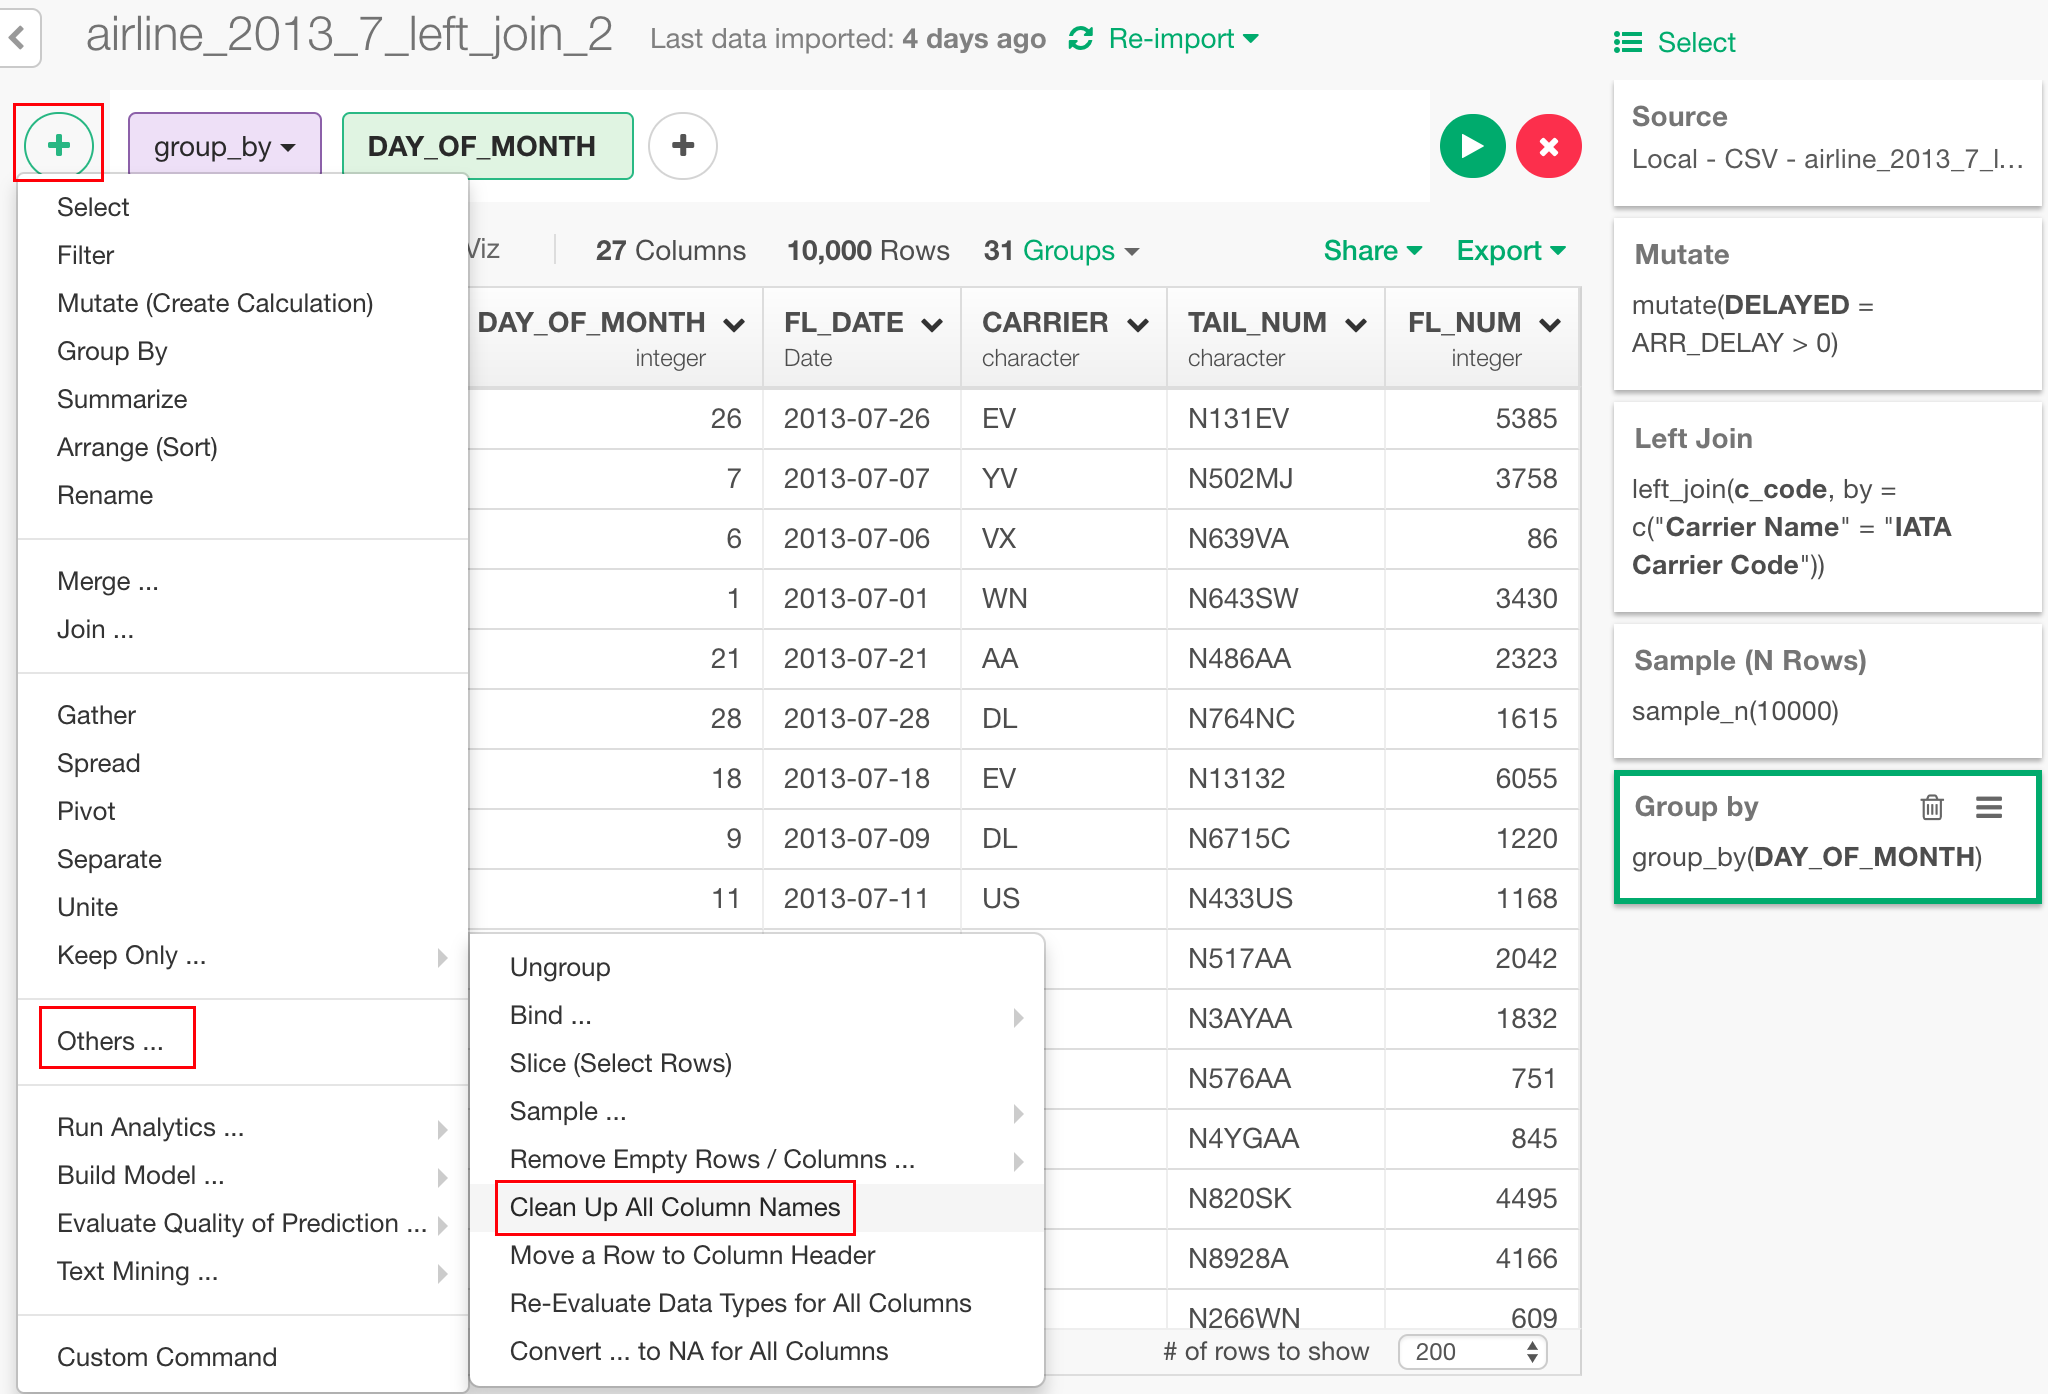 airline_2013_7_left_join_2 Last data imported: 4 days ago Re-import
Select
group_by DAY_OF_MONTH
Select
Filter
Mutate (Create Calculation)
Group By
Summarize
Arrange (Sort)
Rename
Merge ...
Join ...
Gather
Spread
Pivot
Separate
Unite
Keep Only ...
Others ...
Run Analytics ...
Build Model ...
Evaluate Quality of Prediction ...
Text Mining ...
Custom Command
Viz 27 Columns 10,000 Rows 31 Groups Share Export
DAY_OF_MONTH FL_DATE CARRIER TAIL_NUM FL_NUM
integer Date character character integer
26 2013-07-26 EV N131EV 5385
7 2013-07-07 YV N502MJ 3758
6 2013-07-06 VX N639VA 86
1 2013-07-01 WN N643SW 3430
21 2013-07-21 AA N486AA 2323
28 2013-07-28 DL N764NC 1615
18 2013-07-18 EV N13132 6055
9 2013-07-09 DL N6715C 1220
11 2013-07-11 US N433US 1168
N517AA 2042
N3AYAA 1832
N576AA 751
N4YGAA 845
N820SK 4495
N8928A 4166
N266WN 609
# of rows to show 200
Ungroup
Bind ...
Slice (Select Rows)
Sample ...
Remove Empty Rows / Columns ...
Clean Up All Column Names
Move a Row to Column Header
Re-Evaluate Data Types for All Columns
Convert ... to NA for All Columns
Source
Local - CSV - airline_2013_7_l...
Mutate
mutate(DELAYED =
ARR_DELAY > 0)
Left Join
left_join(c_code, by =
c("Carrier Name" = "IATA
Carrier Code"))
Sample (N Rows)
sample_n(10000)
Group by
group_by(DAY_OF_MONTH)